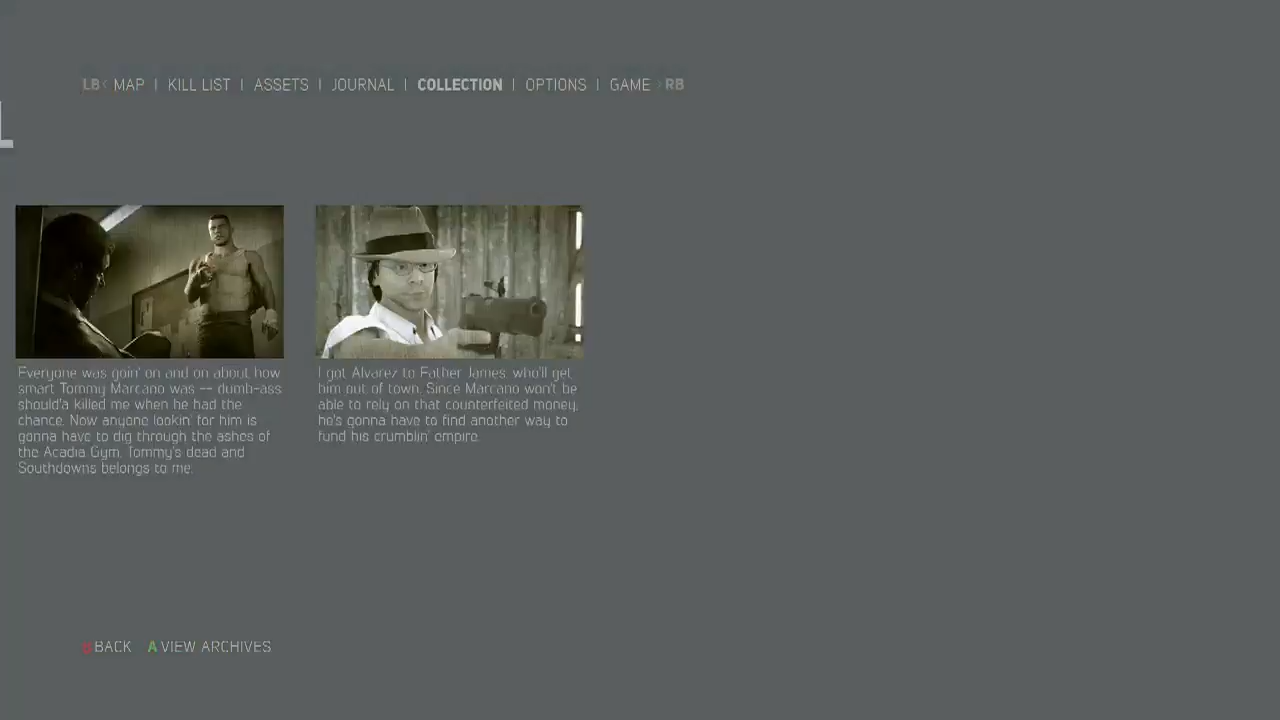 LB< MAP | KILL LIST | ASSETS | JOURNAL | COLLECTION | OPTIONS | GAME >RB
L
Everyone was goin' on and on about how
smart Tommy Marcano was -- dumb-ass
should'a killed me when he had the
chance. Now anyone lookin' for him is
gonna have to dig through the ashes of
the Acadia Gym. Tommy's dead and
Southdowns belongs to me.
I got Alvarez to Father James, who'll get
him out of town. Since Marcano won't be
able to rely on that counterfeited money,
he's gonna have to find another way to
fund his crumblin' empire.
B BACK A VIEW ARCHIVES